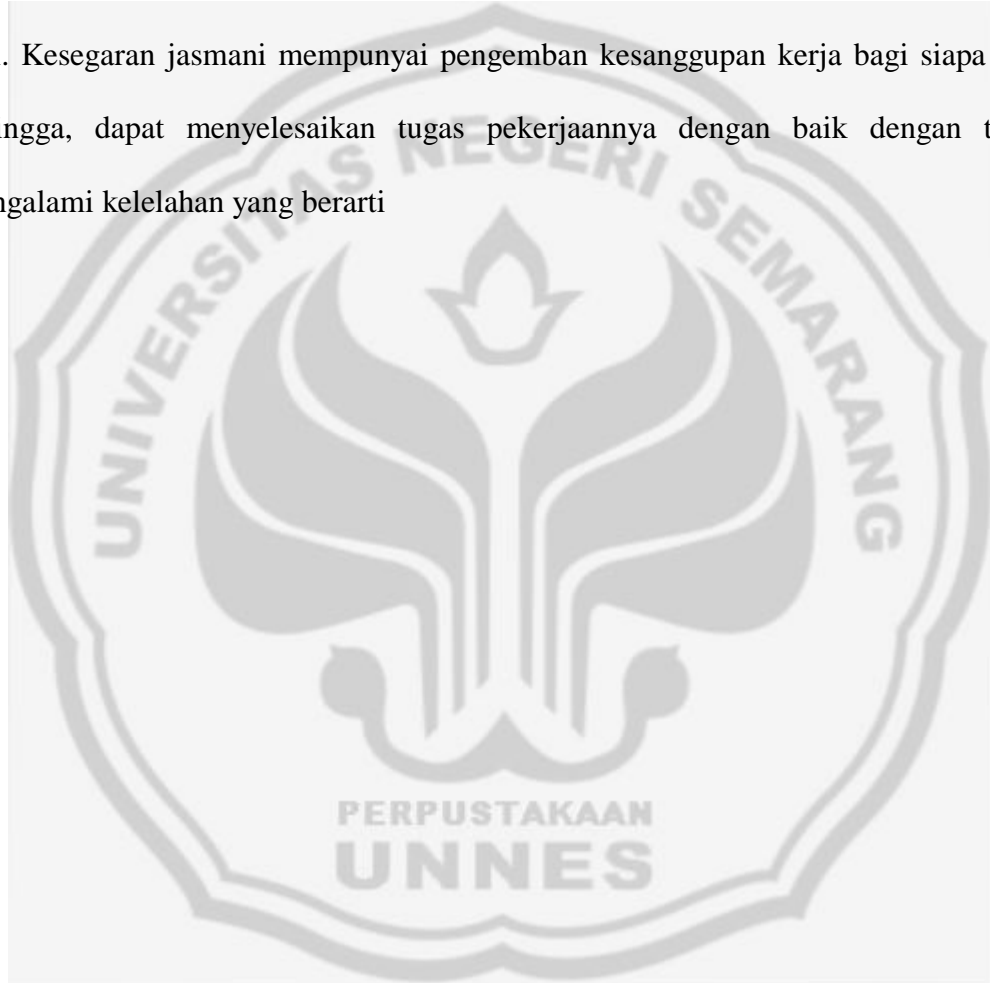 . Kesegaran jasmani mempunyai pengemban kesanggupan kerja bagi siapa
ingga, dapat menyelesaikan tugas pekerjaannya dengan baik dengan t
ngalami kelelahan yang berarti
UNIVERSITAS NEGERI SEMARANG
PERPUSTAKAAN
UNNES